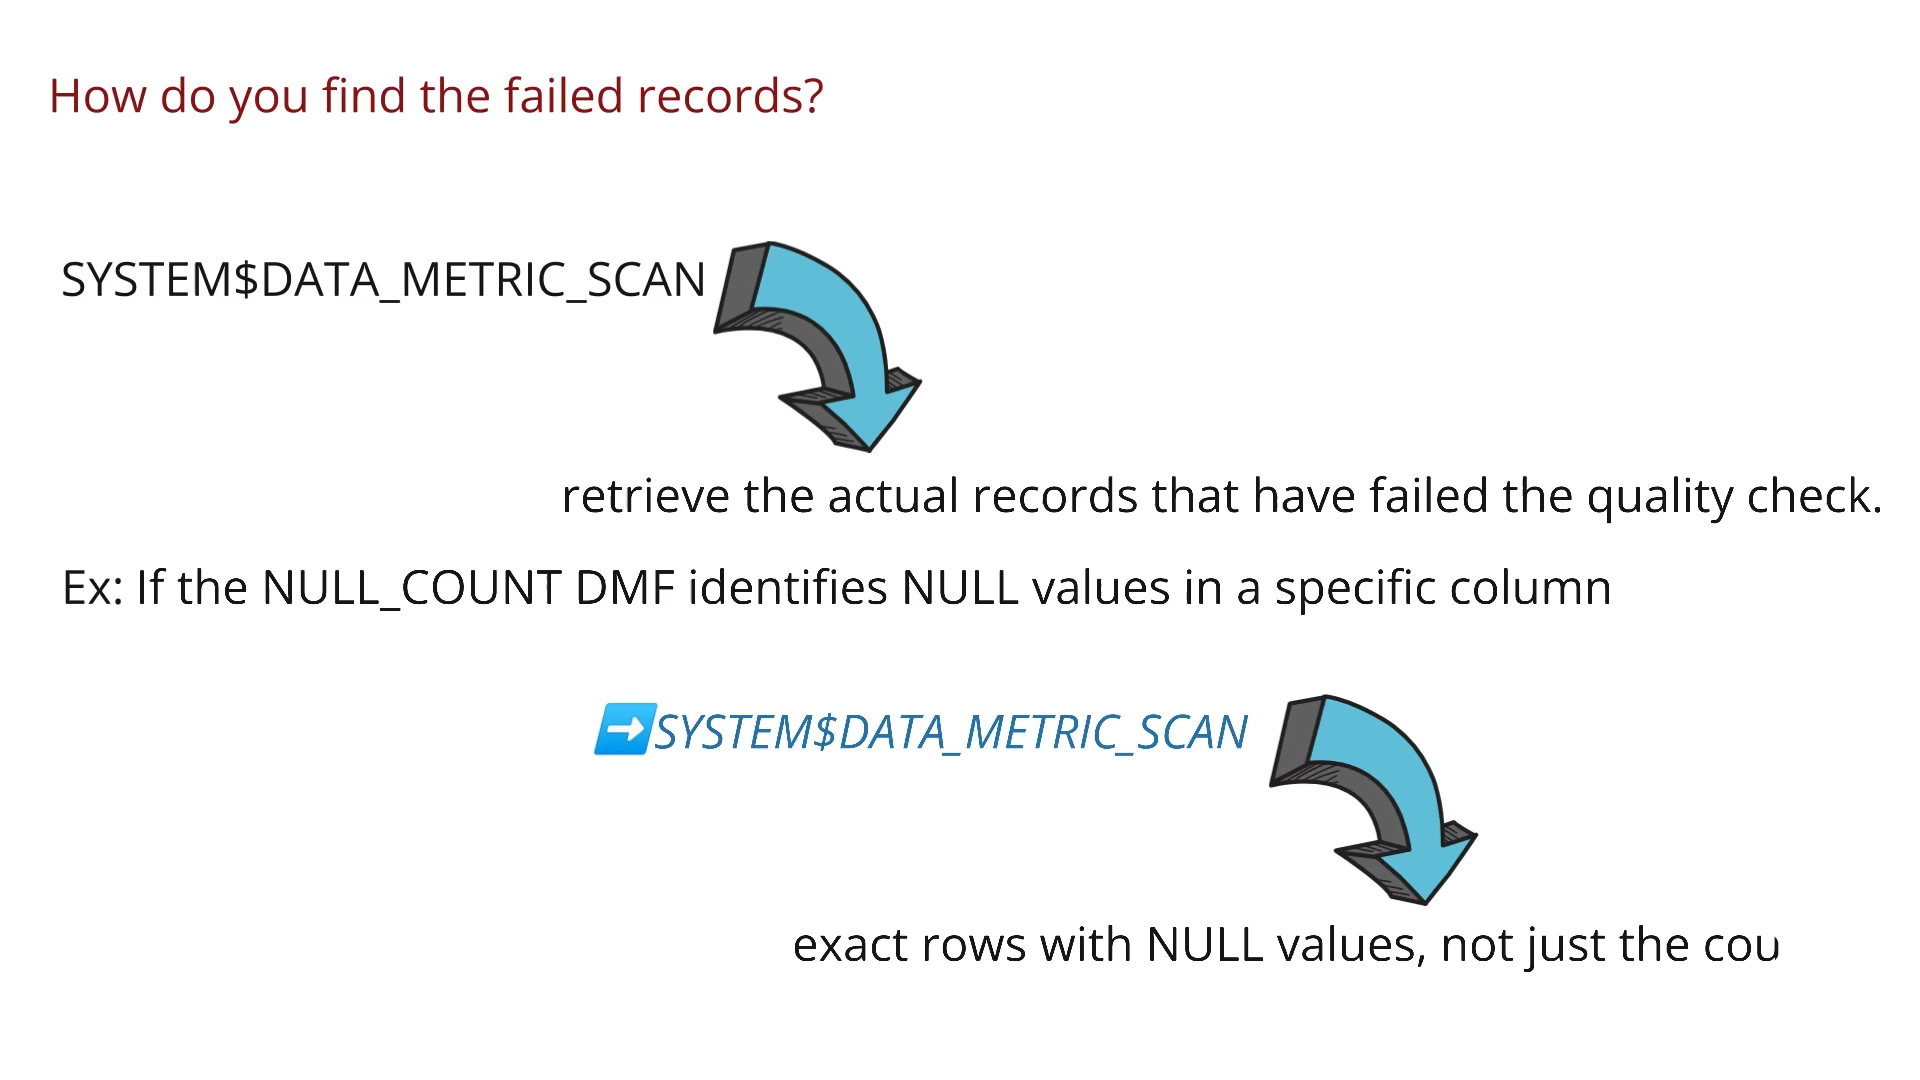 How do you find the failed records?
SYSTEM$DATA_METRIC_SCAN
retrieve the actual records that have failed the quality check.
Ex: If the NULL_COUNT DMF identifies NULL values in a specific column
➡SYSTEM$DATA_METRIC_SCAN
exact rows with NULL values, not just the cou